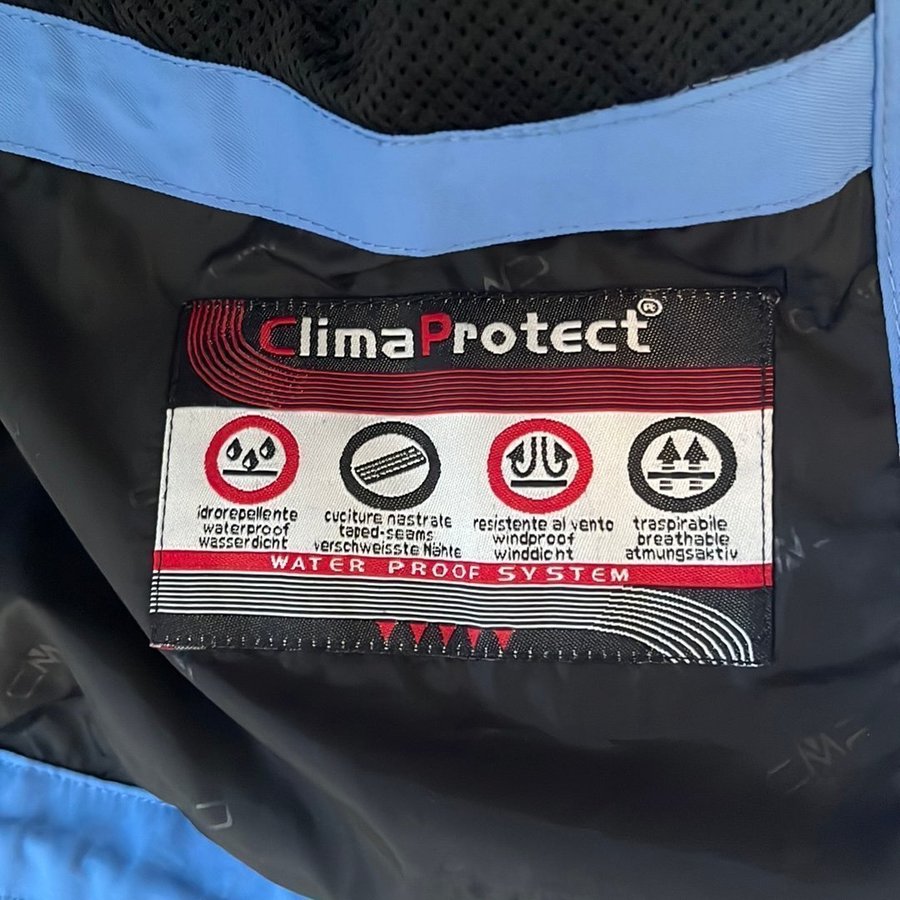 ClimaProtect®
idrorepellente
waterproof
wasserdicht
cuciture nastrate
taped-seams
verschweisste Nähte
resistente al vento
windproof
winddicht
traspirabile
breathable
atmungsaktiv
WATER PROOF SYSTEM